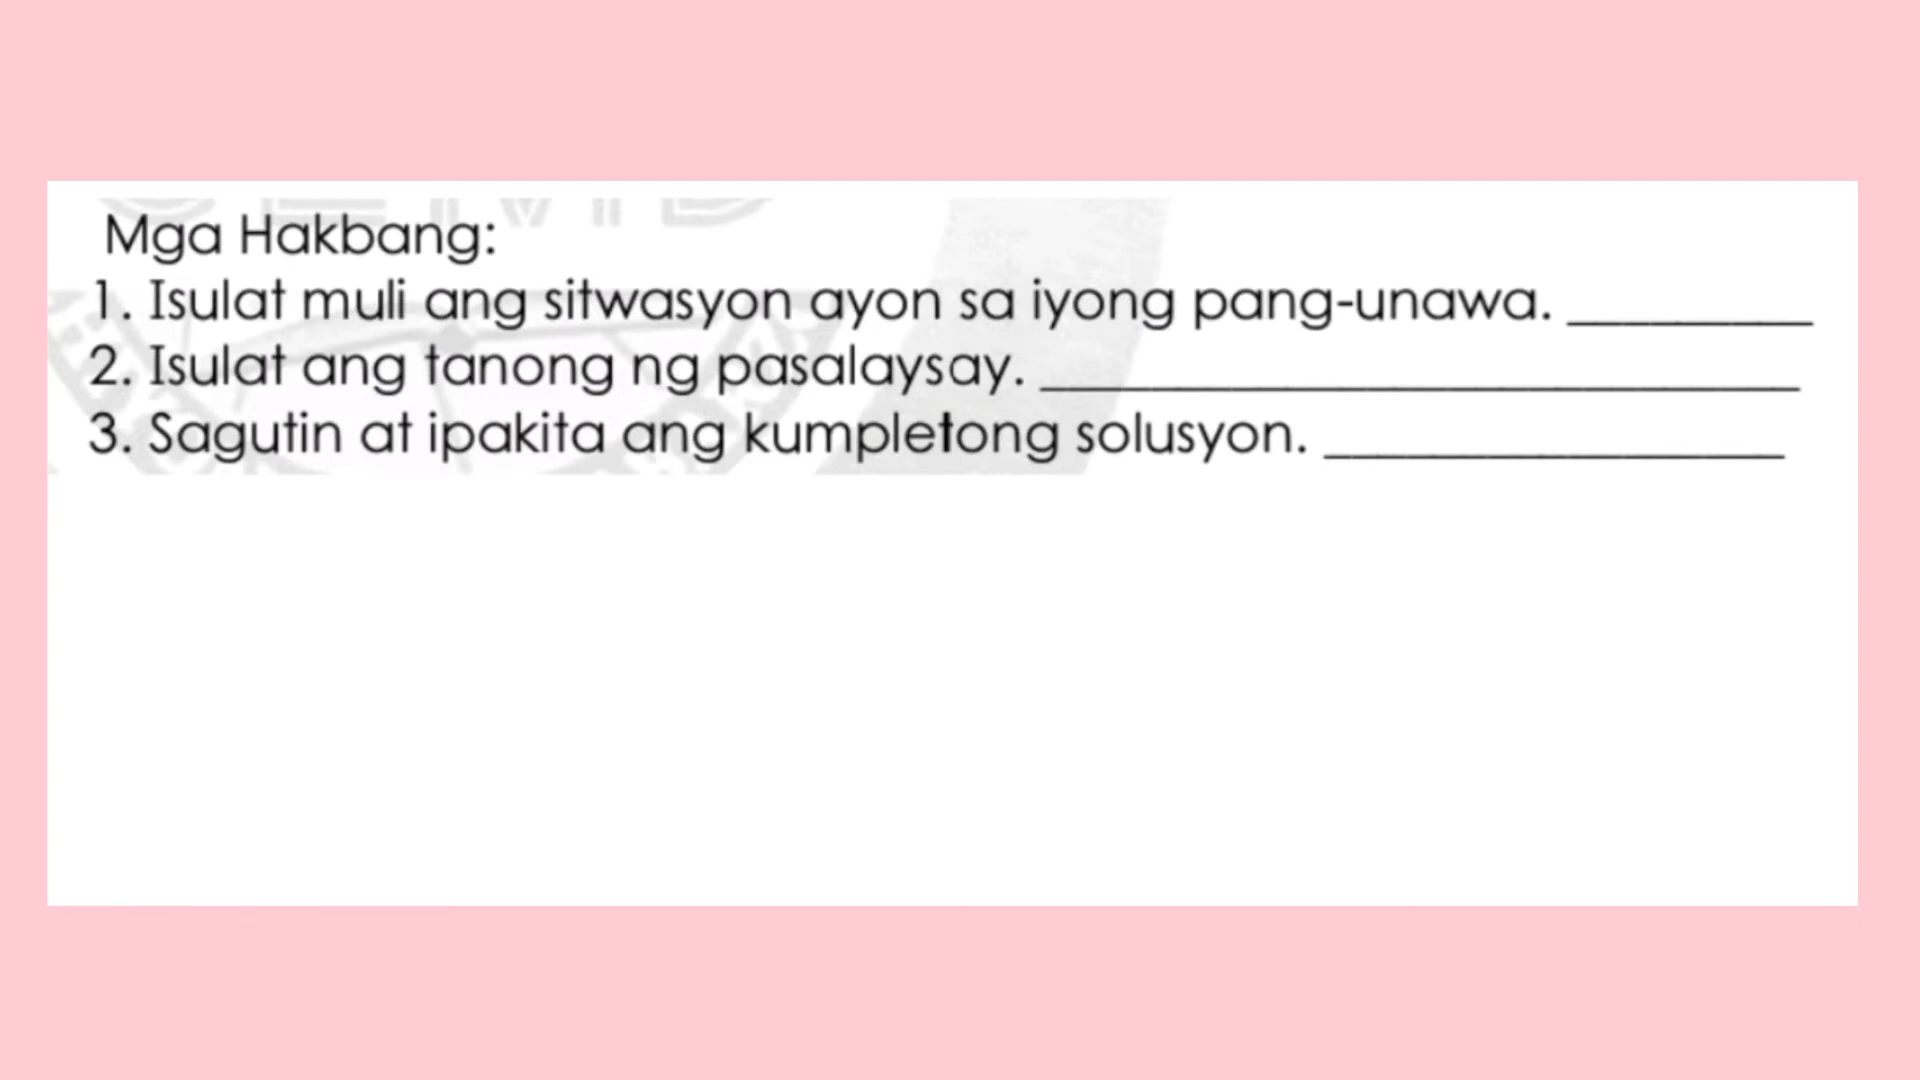 Mga Hakbang:
1. Isulat muli ang sitwasyon ayon sa iyong pang-unawa. _________
2. Isulat ang tanong ng pasalaysay. ____________________________
3. Sagutin at ipakita ang kumpletong solusyon. _________________